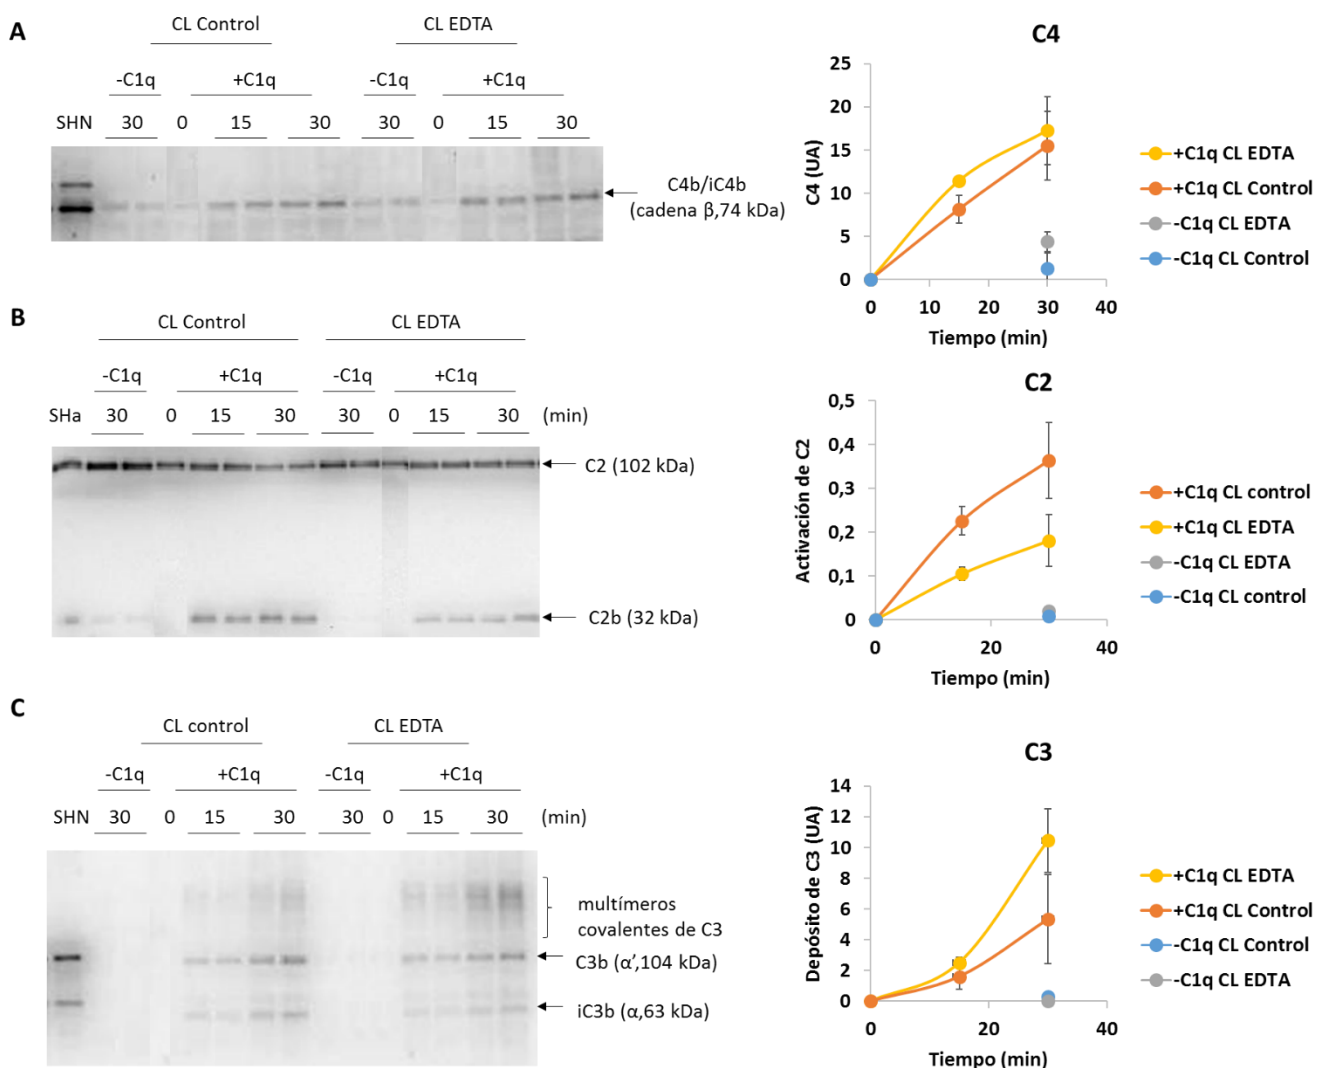 A
CL Control
CL EDTA
-C1q
+C1q
-C1q
+C1q
SHN
30
0
15
30
30
0
15
30
C4b/iC4b
(cadena β,74 kDa)
C4
25
20
15
10
5
0
0
10
20
30
40
C4 (UA)
Tiempo (min)
+C1q CL EDTA
+C1q CL Control
-C1q CL EDTA
-C1q CL Control
B
CL Control
CL EDTA
-C1q
+C1q
-C1q
+C1q
SHa
30
0
15
30
30
0
15
30
(min)
C2 (102 kDa)
C2b (32 kDa)
C2
0,5
0,4
0,3
0,2
0,1
0
0
20
40
Activación de C2
Tiempo (min)
+C1q CL control
+C1q CL EDTA
-C1q CL EDTA
-C1q CL control
C
CL control
CL EDTA
-C1q
+C1q
-C1q
+C1q
SHN
30
0
15
30
30
0
15
30
(min)
multímeros
covalentes de C3
C3b (α’,104 kDa)
iC3b (α,63 kDa)
C3
14
12
10
8
6
4
2
0
0
20
40
Depósito de C3 (UA)
Tiempo (min)
+C1q CL EDTA
+C1q CL Control
-C1q CL Control
-C1q CL EDTA